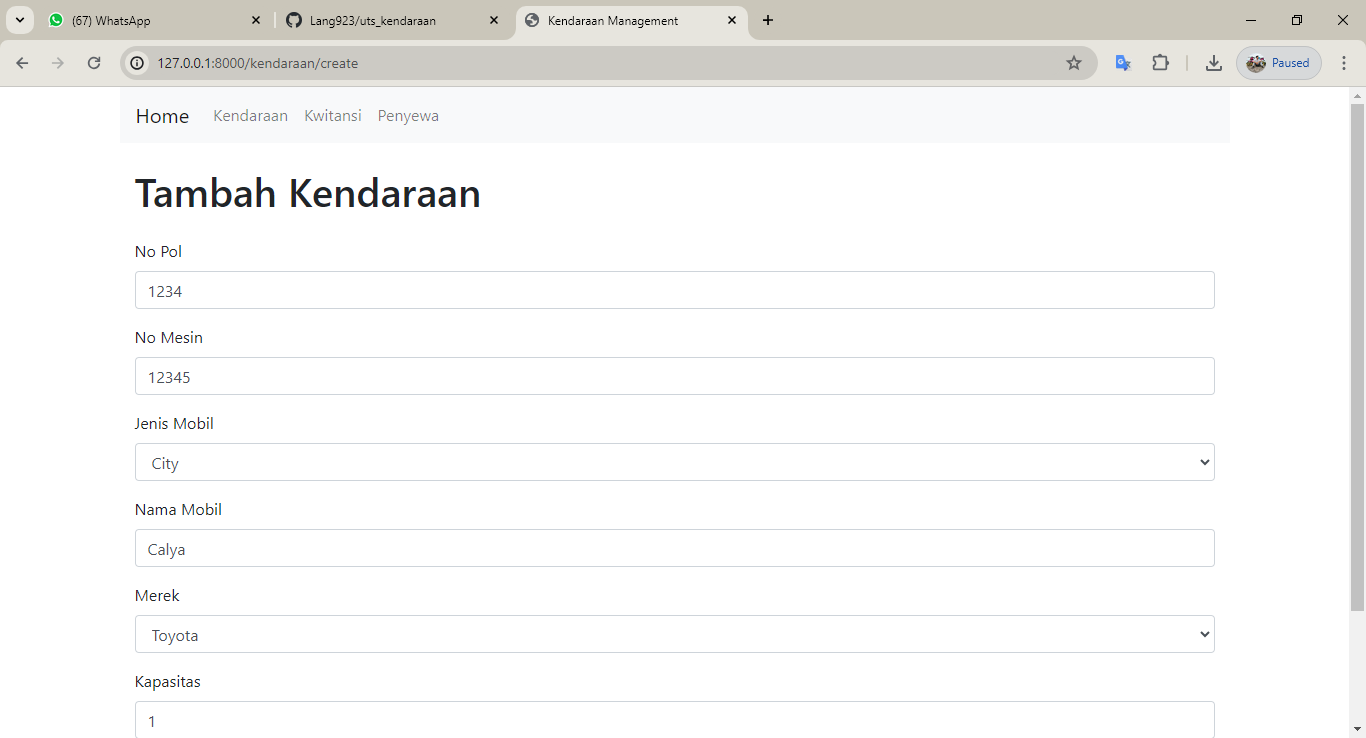 (67) WhatsApp
Lang923/uts_kendaraan
Kendaraan Management
127.0.0.1:8000/kendaraan/create
Paused
Home Kendaraan Kwitansi Penyewa
Tambah Kendaraan
No Pol
1234
No Mesin
12345
Jenis Mobil
City
Nama Mobil
Calya
Merek
Toyota
Kapasitas
1